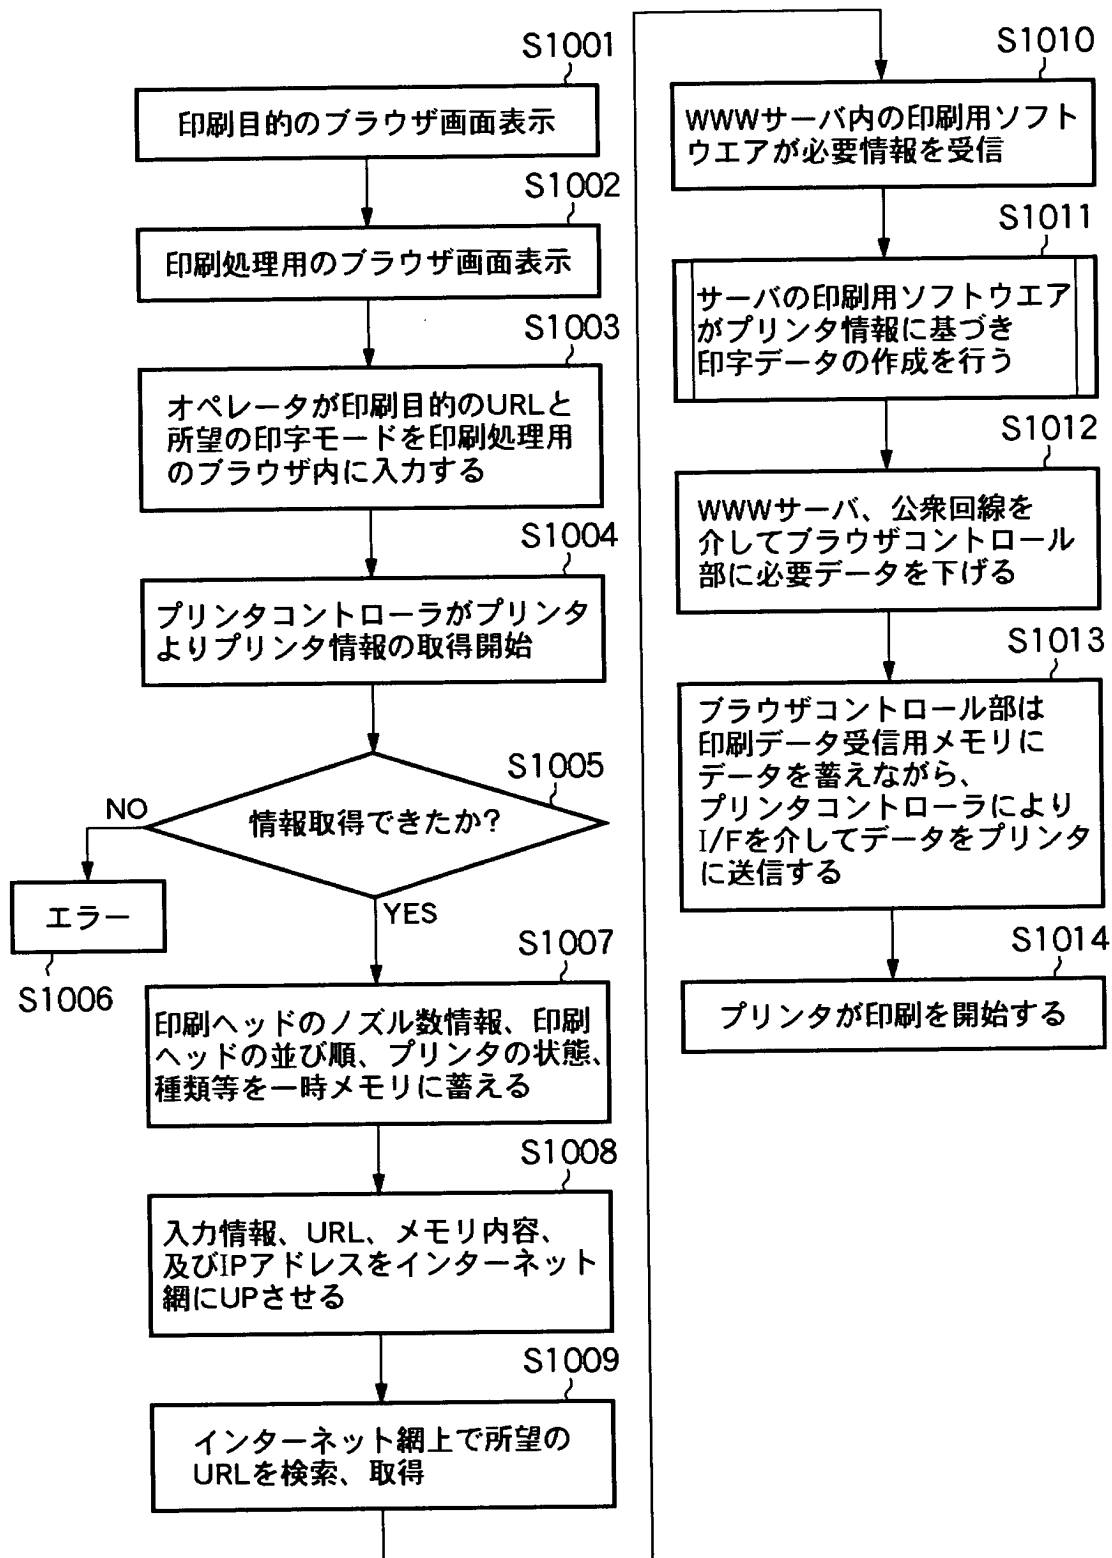 S1001
印刷目的のブラウザ画面表示
S1002
印刷処理用のブラウザ画面表示
S1003
オペレータが印刷目的のURLと
所望の印字モードを印刷処理用
のブラウザ内に入力する
S1004
プリンタコントローラがプリンタ
よりプリンタ情報の取得開始
S1005
情報取得できたか?
NO
エラー
S1006
YES
S1007
印刷ヘッドのノズル数情報、印刷
ヘッドの並び順、プリンタの状態、
種類等を一時メモリに蓄える
S1008
入力情報、URL、メモリ内容、
及びIPアドレスをインターネット
網にUPさせる
S1009
インターネット網上で所望の
URLを検索、取得
S1010
WWWサーバ内の印刷用ソフト
ウエアが必要情報を受信
S1011
サーバの印刷用ソフトウエア
がプリンタ情報に基づき
印字データの作成を行う
S1012
WWWサーバ、公衆回線を
介してブラウザコントロール
部に必要データを下げる
S1013
ブラウザコントロール部は
印刷データ受信用メモリに
データを蓄えながら、
プリンタコントローラにより
I/Fを介してデータをプリンタ
に送信する
S1014
プリンタが印刷を開始する